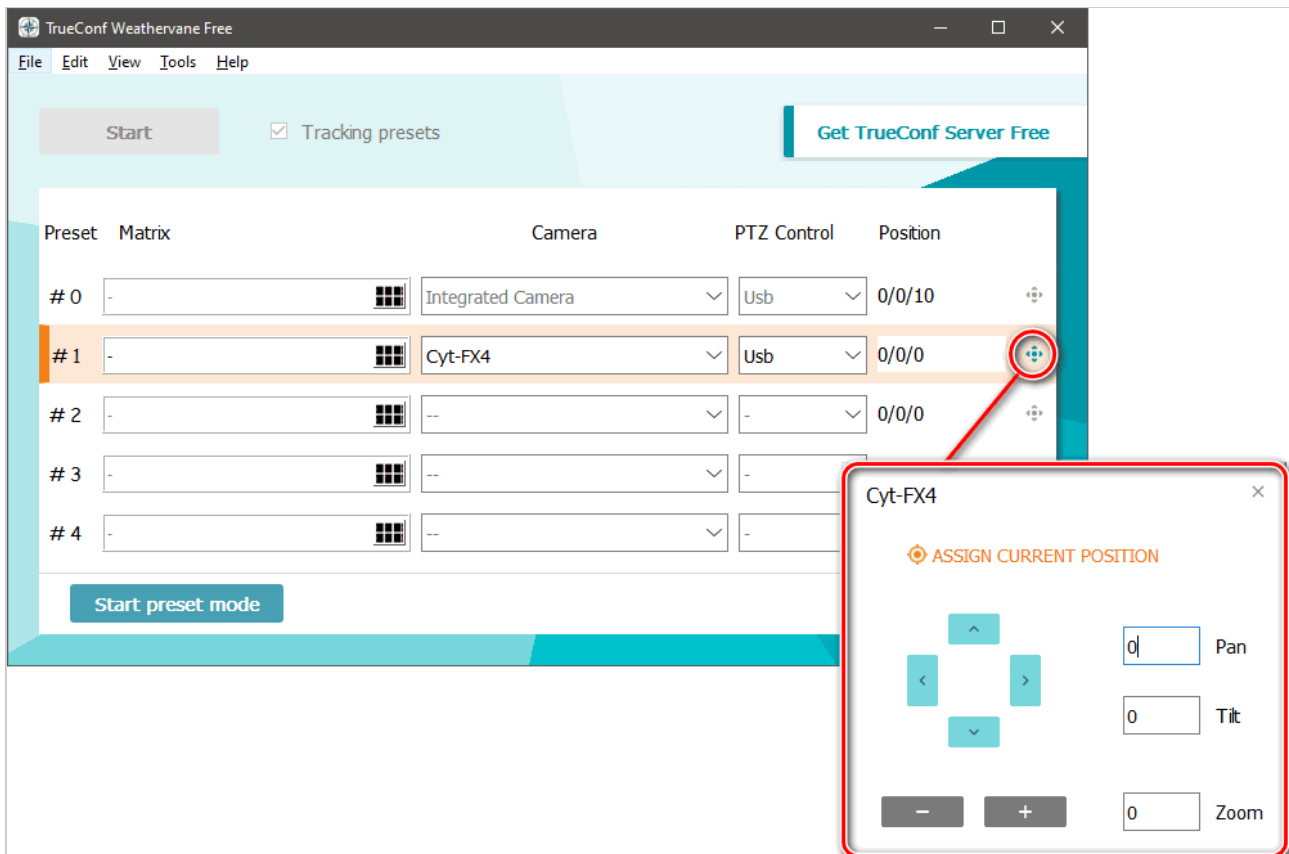 TrueConf Weathervane Free
File Edit View Tools Help
Start Tracking presets Get TrueConf Server Free
Preset Matrix Camera PTZ Control Position
# 0 - Integrated Camera Usb 0/0/10
# 1 - Cyt-FX4 Usb 0/0/0
# 2 - -- - 0/0/0
# 3 - -- -
# 4 - -- -
Start preset mode
Cyt-FX4
ASSIGN CURRENT POSITION
0 Pan
0 Tilt
0 Zoom